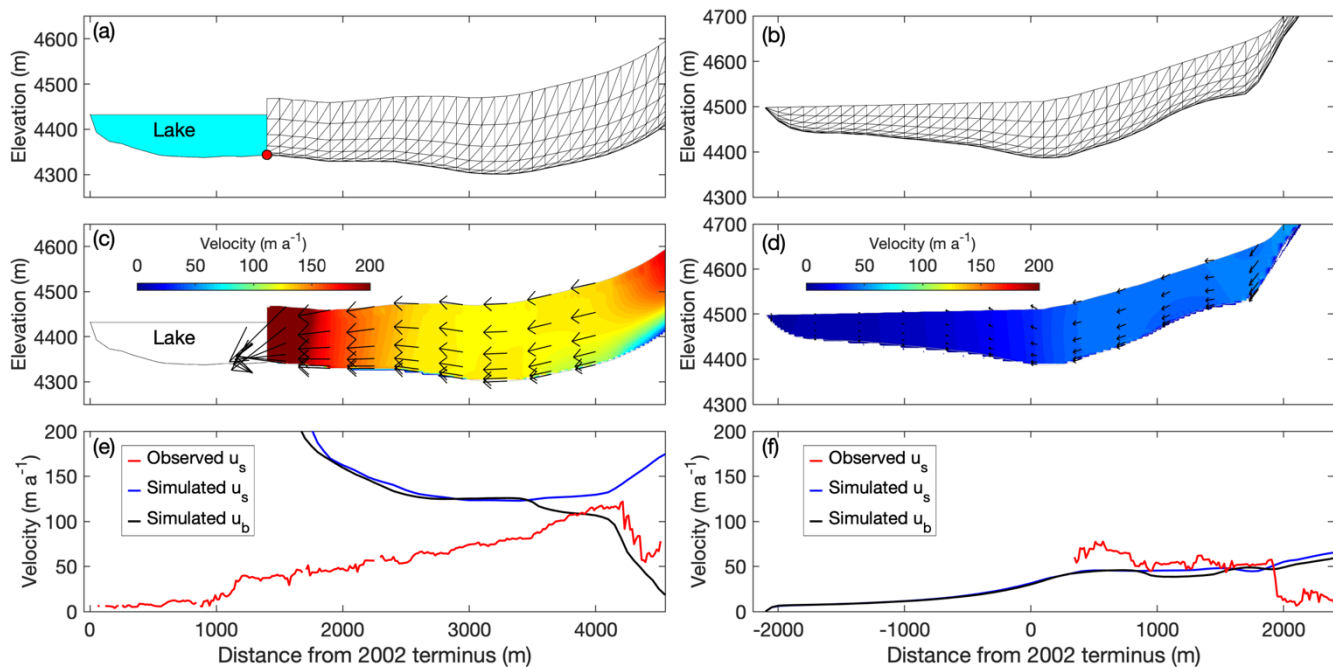 (a)
Elevation (m)
4600
4500
4400
4300
Lake
(b)
Elevation (m)
4700
4600
4500
4400
4300
(c)
Velocity (m a⁻¹)
0 50 100 150 200
Elevation (m)
4600
4500
4400
4300
Lake
(d)
Velocity (m a⁻¹)
0 50 100 150 200
Elevation (m)
4700
4600
4500
4400
4300
(e)
Velocity (m a⁻¹)
200
150
100
50
0
Observed uₛ
Simulated uₛ
Simulated u_b
0 1000 2000 3000 4000
Distance from 2002 terminus (m)
(f)
Velocity (m a⁻¹)
200
150
100
50
0
Observed uₛ
Simulated uₛ
Simulated u_b
-2000 -1000 0 1000 2000
Distance from 2002 terminus (m)